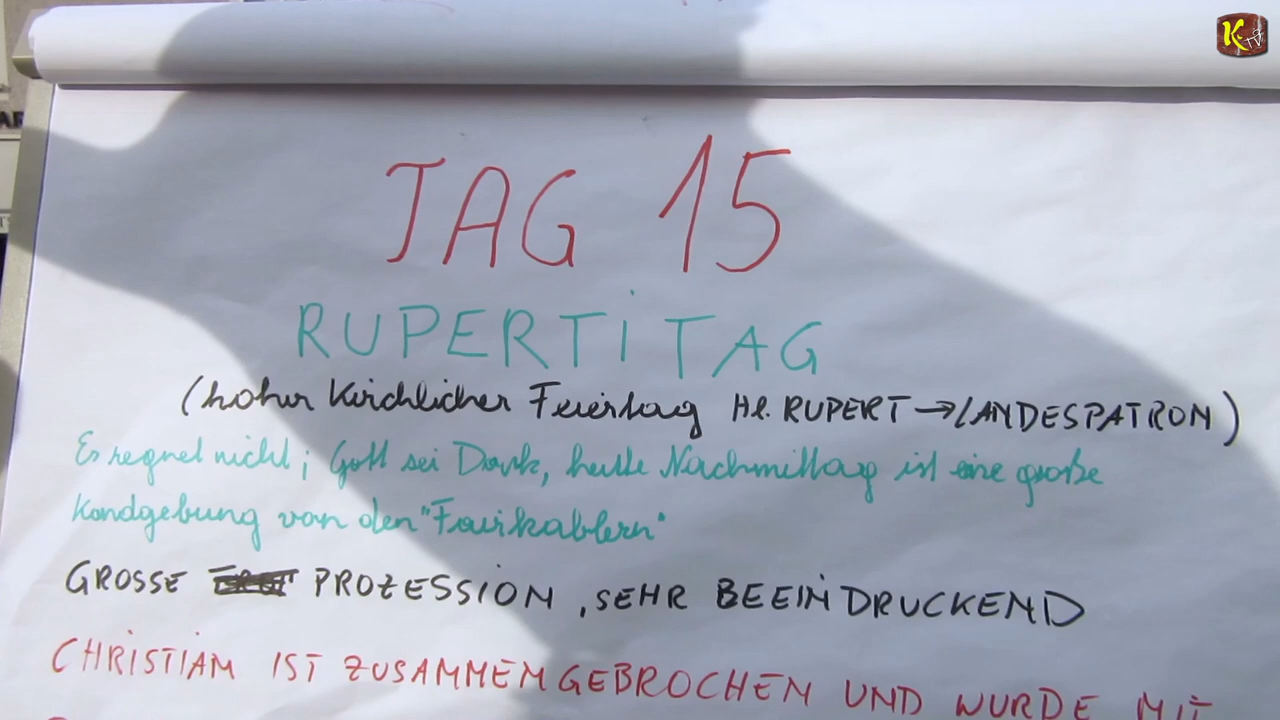 TAG 15
RUPERTITAG
(hoher Kirchlicher Feiertag Hl. RUPERT → LANDESPATRON)
Es regnet nicht; Gott sei Dank, heute Nachmittag ist eine große
Kundgebung von den "Fairkablern"
GROSSE PROZESSION, SEHR BEEINDRUCKEND
CHRISTIAN IST ZUSAMMENGEBROCHEN UND WURDE MIT